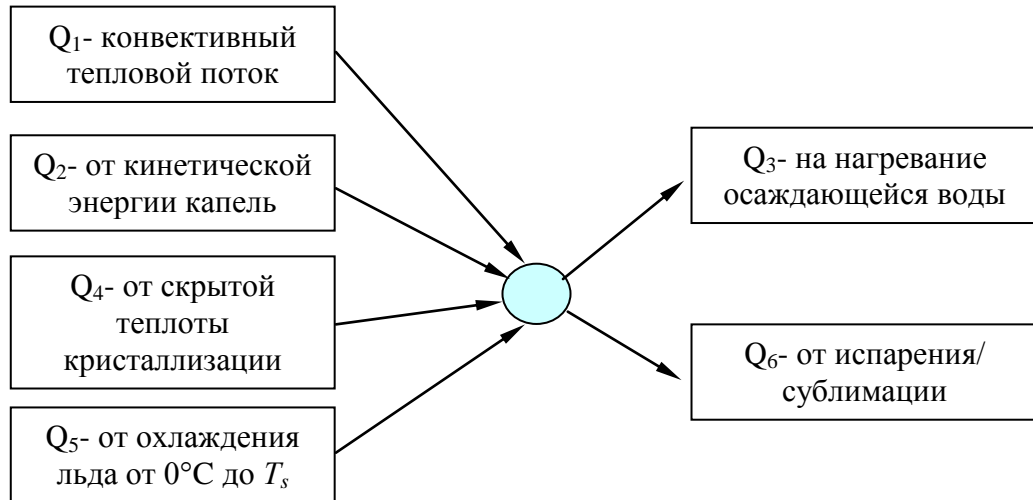 Q₁- конвективный
тепловой поток
Q₂- от кинетической
энергии капель
Q₄- от скрытой
теплоты
кристаллизации
Q₅- от охлаждения
льда от 0°С до Tₛ
Q₃- на нагревание
осаждающейся воды
Q₆- от испарения/
сублимации